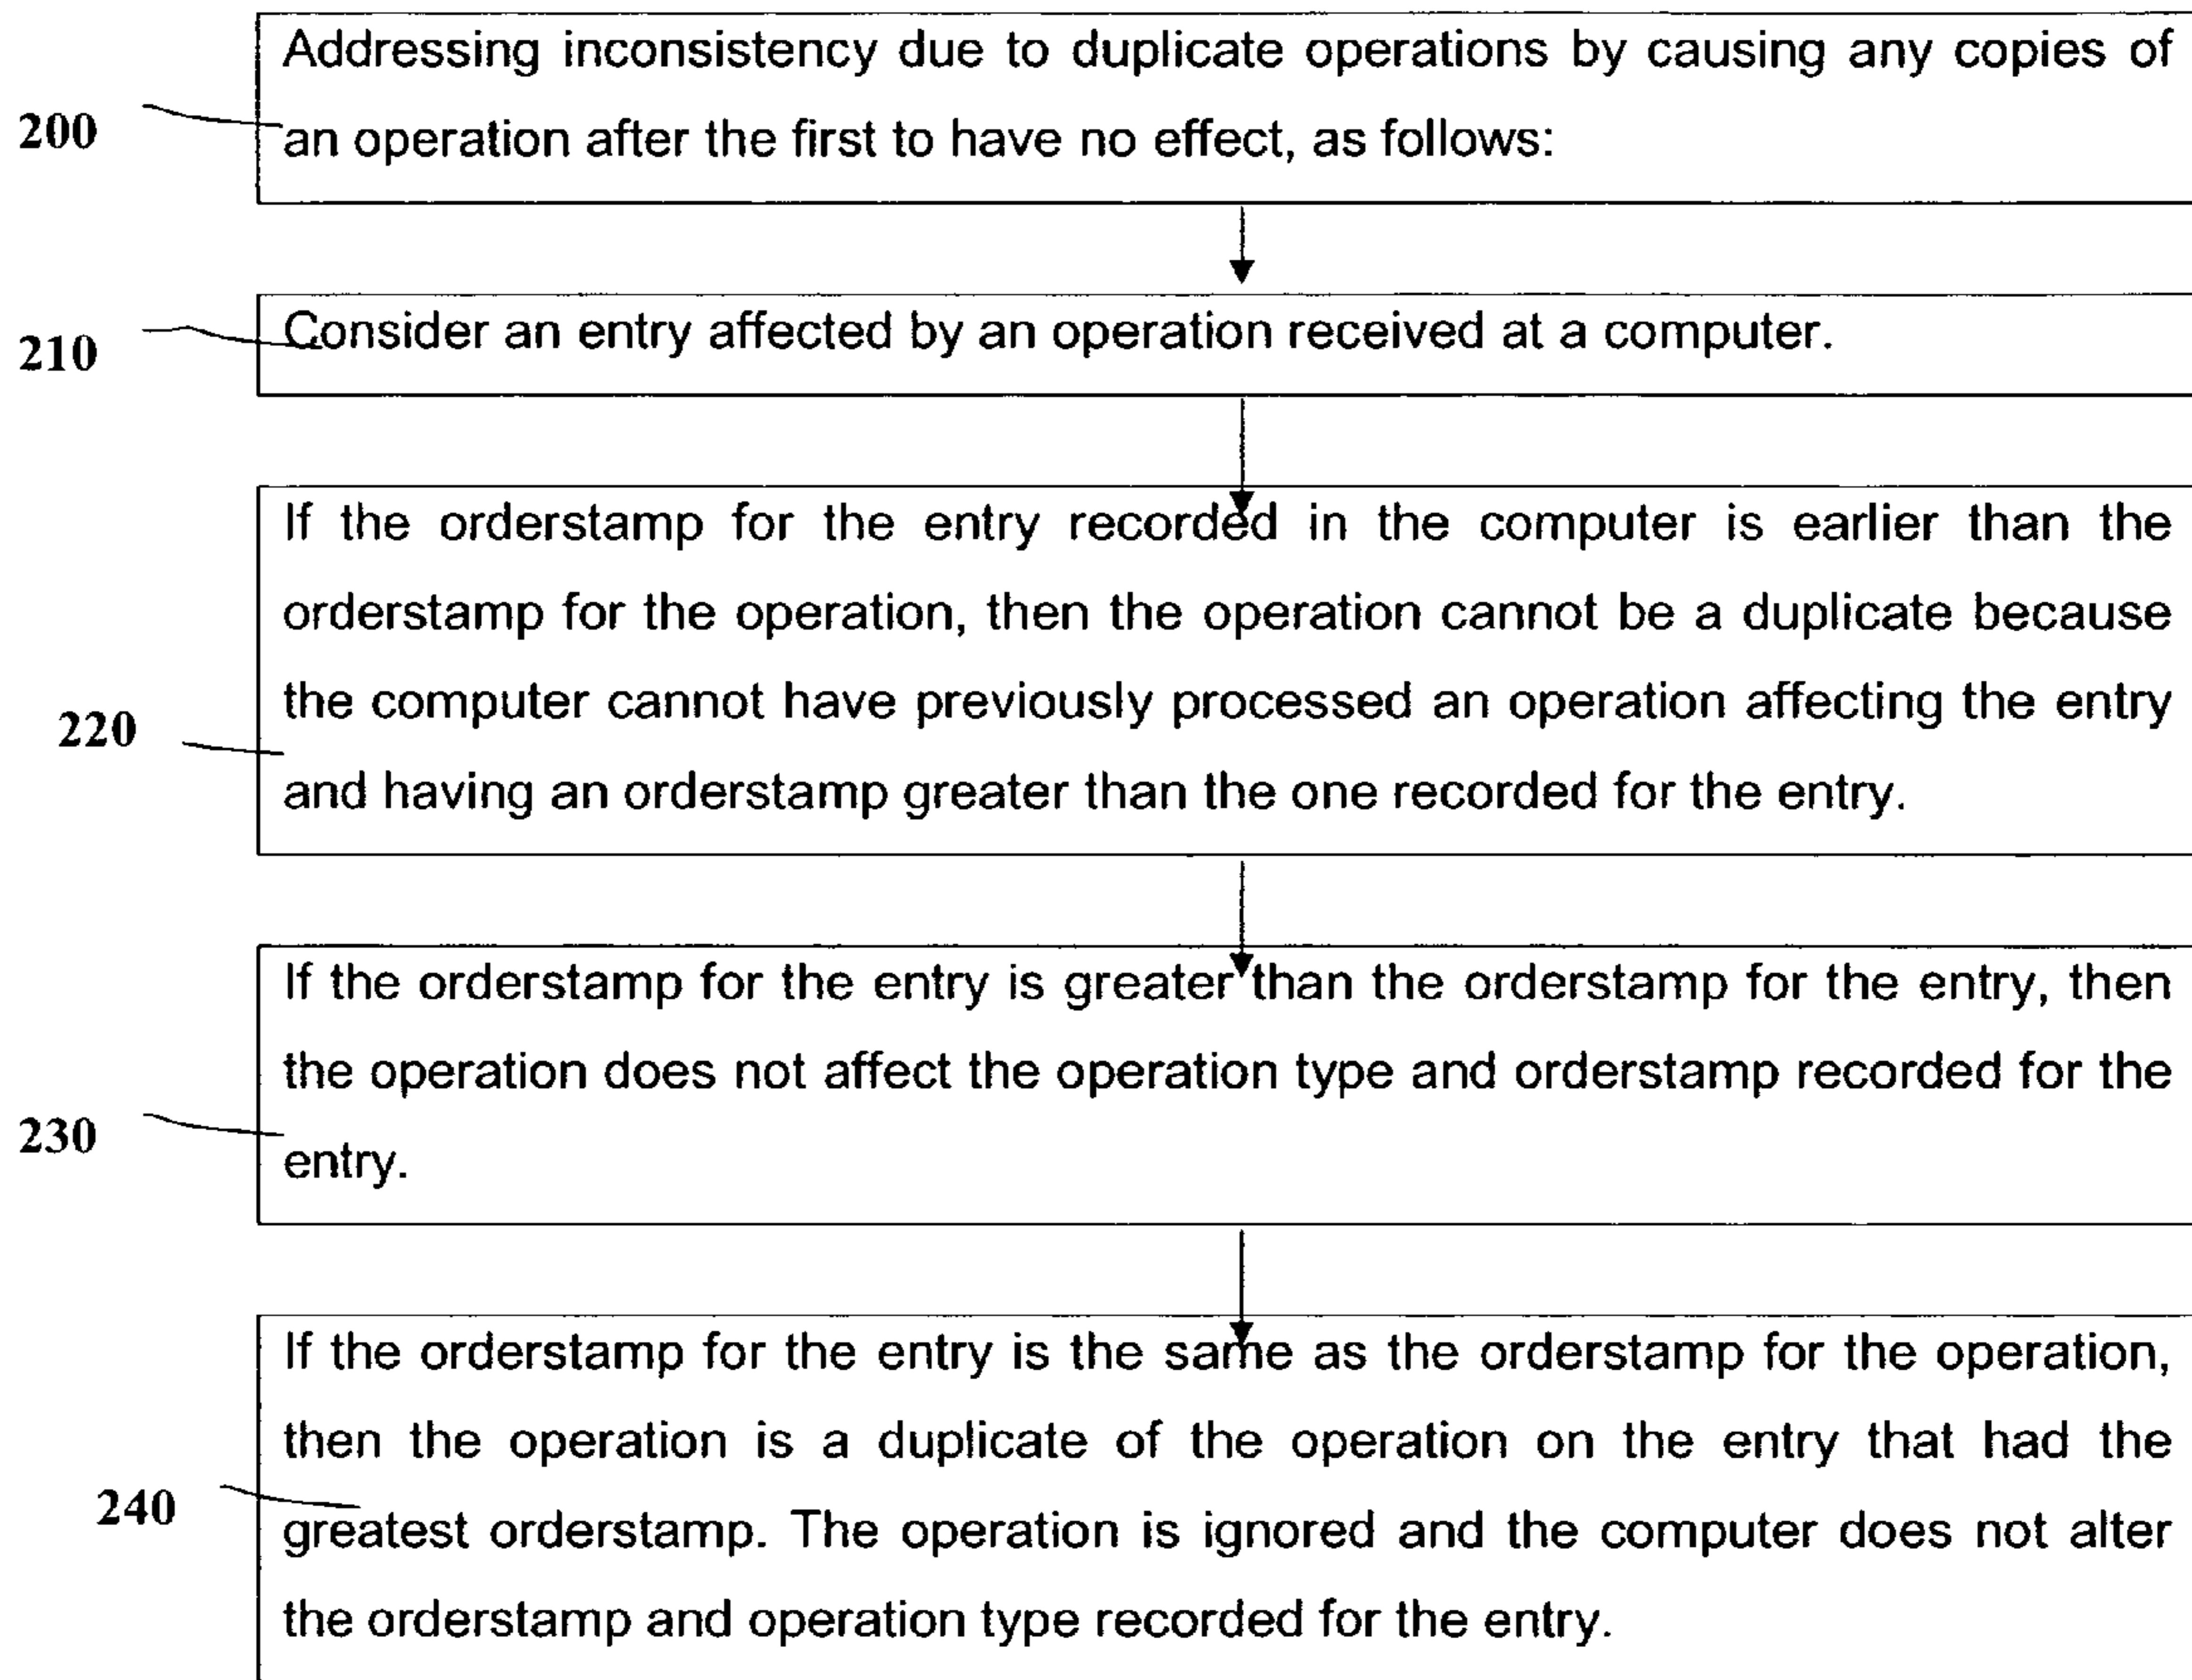 Addressing inconsistency due to duplicate operations by causing any copies of
200
an operation after the first to have no effect, as follows:
Consider an entry affected by an operation received at a computer.
210
If the orderstamp for the entry recorded in the computer is earlier than the
orderstamp for the operation, then the operation cannot be a duplicate because
the computer cannot have previously processed an operation affecting the entry
220
and having an orderstamp greater than the one recorded for the entry.
If the orderstamp for the entry is greater than the orderstamp for the entry, then
the operation does not affect the operation type and orderstamp recorded for the
230
entry.
If the orderstamp for the entry is the same as the orderstamp for the operation,
then the operation is a duplicate of the operation on the entry that had the
240
greatest orderstamp. The operation is ignored and the computer does not alter
the orderstamp and operation type recorded for the entry.